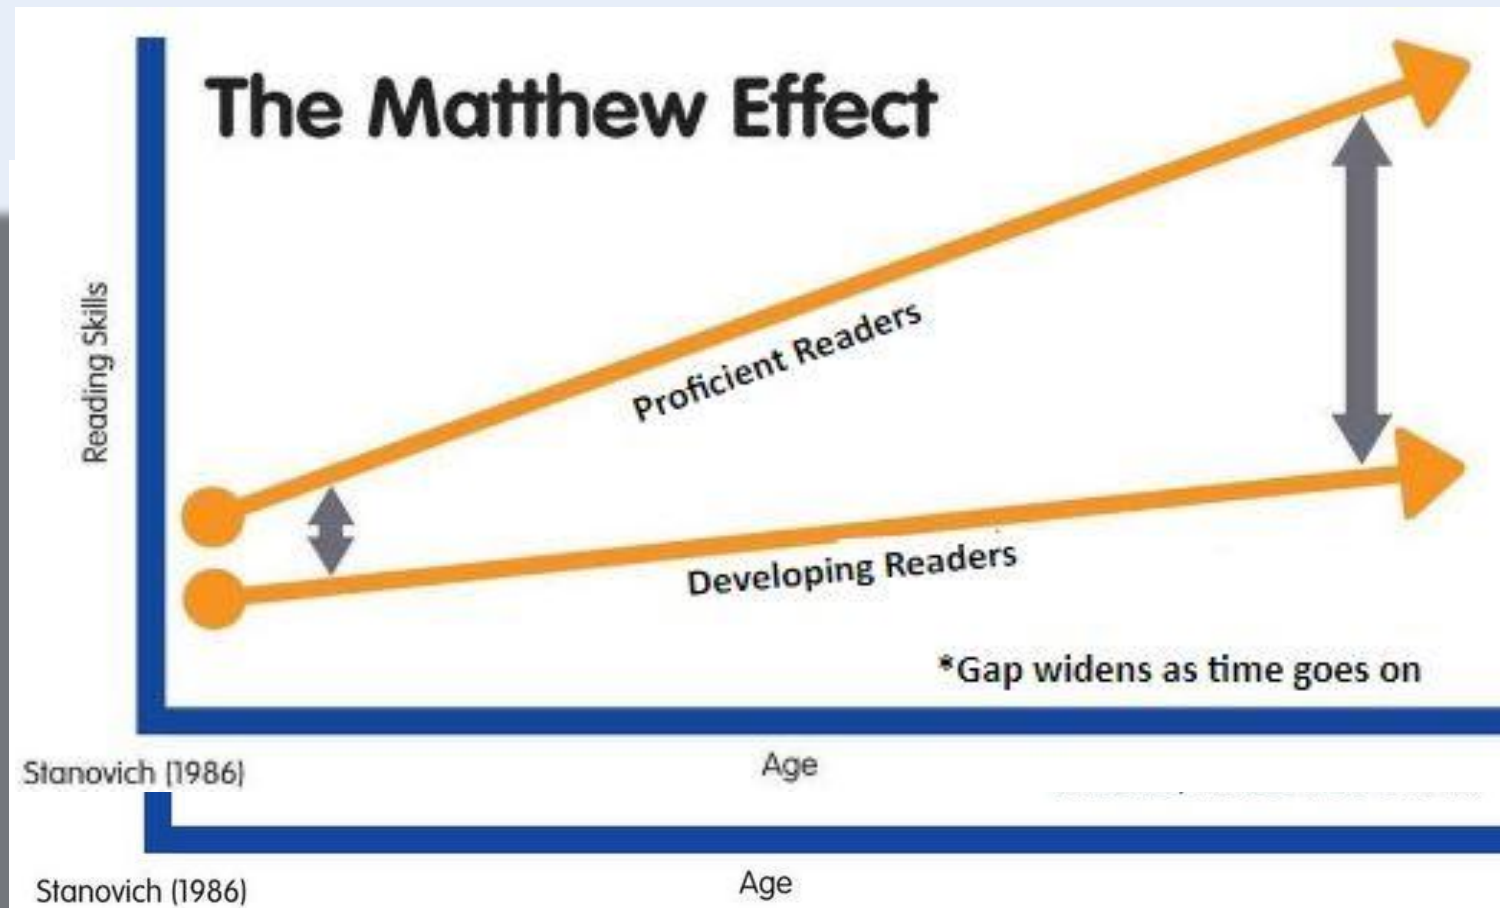 The Matthew Effect
Reading Skills
Proficient Readers
Developing Readers
*Gap widens as time goes on
Age
Stanovich (1986)
Age
Stanovich (1986)